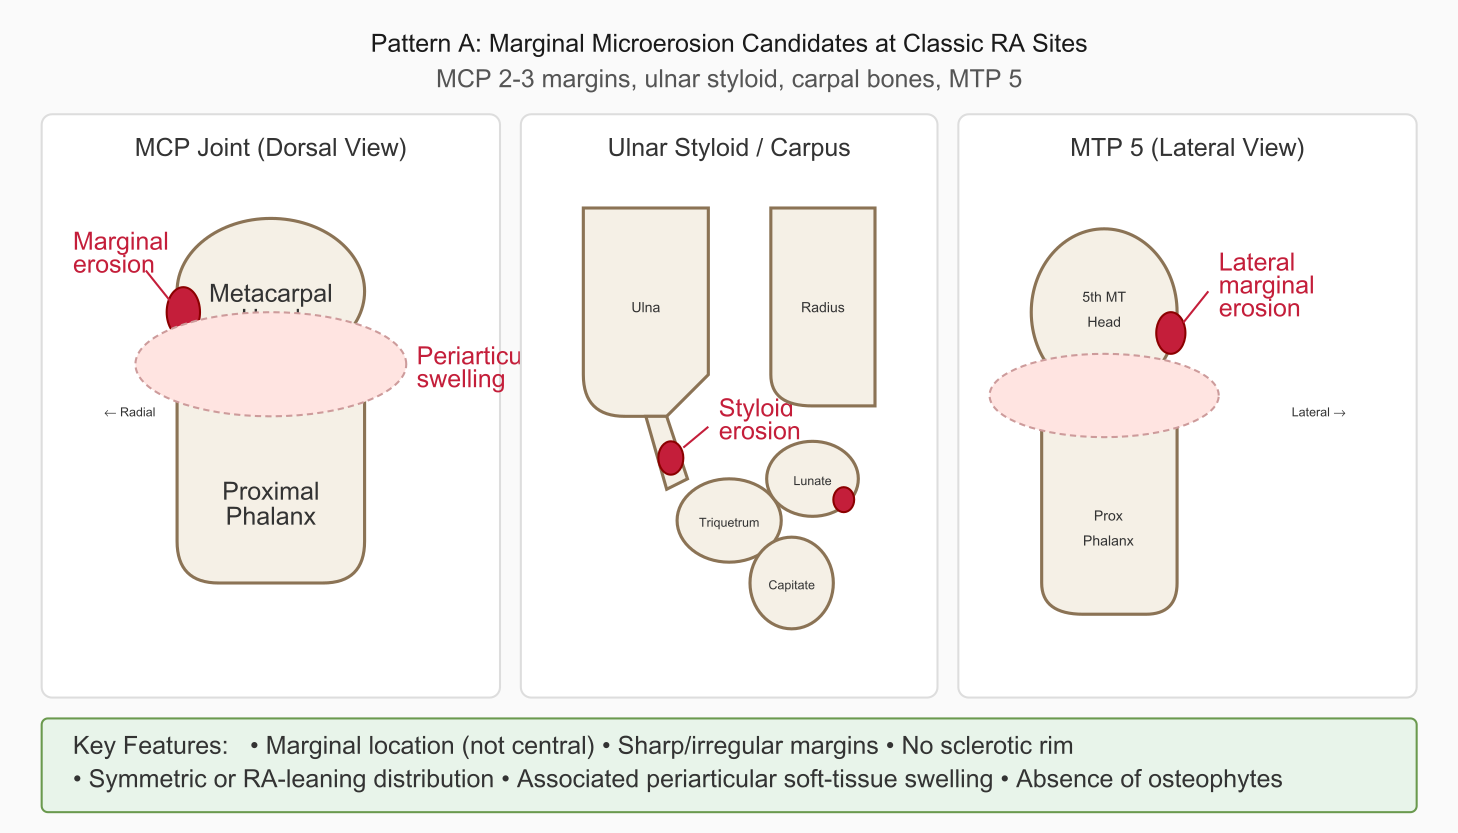 Pattern A: Marginal Microerosion Candidates at Classic RA Sites
MCP 2-3 margins, ulnar styloid, carpal bones, MTP 5
MCP Joint (Dorsal View)
Marginal
erosion
Metacarpal
Periarticu
swelling
← Radial
Proximal
Phalanx
Ulnar Styloid / Carpus
Ulna
Radius
Styloid
erosion
Lunate
Triquetrum
Capitate
MTP 5 (Lateral View)
5th MT
Head
Lateral
marginal
erosion
Lateral →
Prox
Phalanx
Key Features: • Marginal location (not central) • Sharp/irregular margins • No sclerotic rim
• Symmetric or RA-leaning distribution • Associated periarticular soft-tissue swelling • Absence of osteophytes